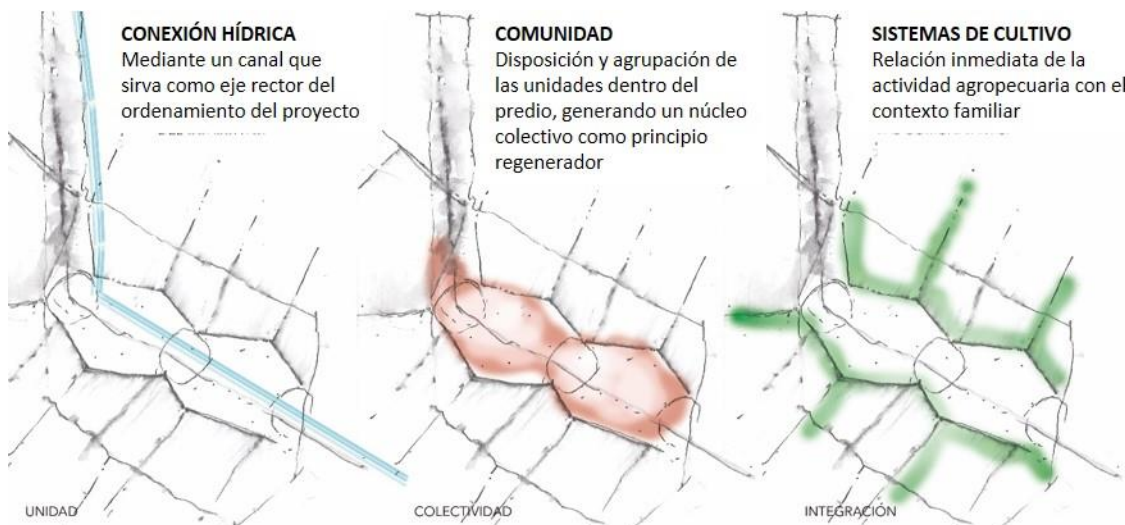 CONEXIÓN HÍDRICA
Mediante un canal que
sirva como eje rector del
ordenamiento del proyecto
COMUNIDAD
Disposición y agrupación de
las unidades dentro del
predio, generando un núcleo
colectivo como principio
regenerador
SISTEMAS DE CULTIVO
Relación inmediata de la
actividad agropecuaria con el
contexto familiar
UNIDAD
COLECTIVIDAD
INTEGRACIÓN